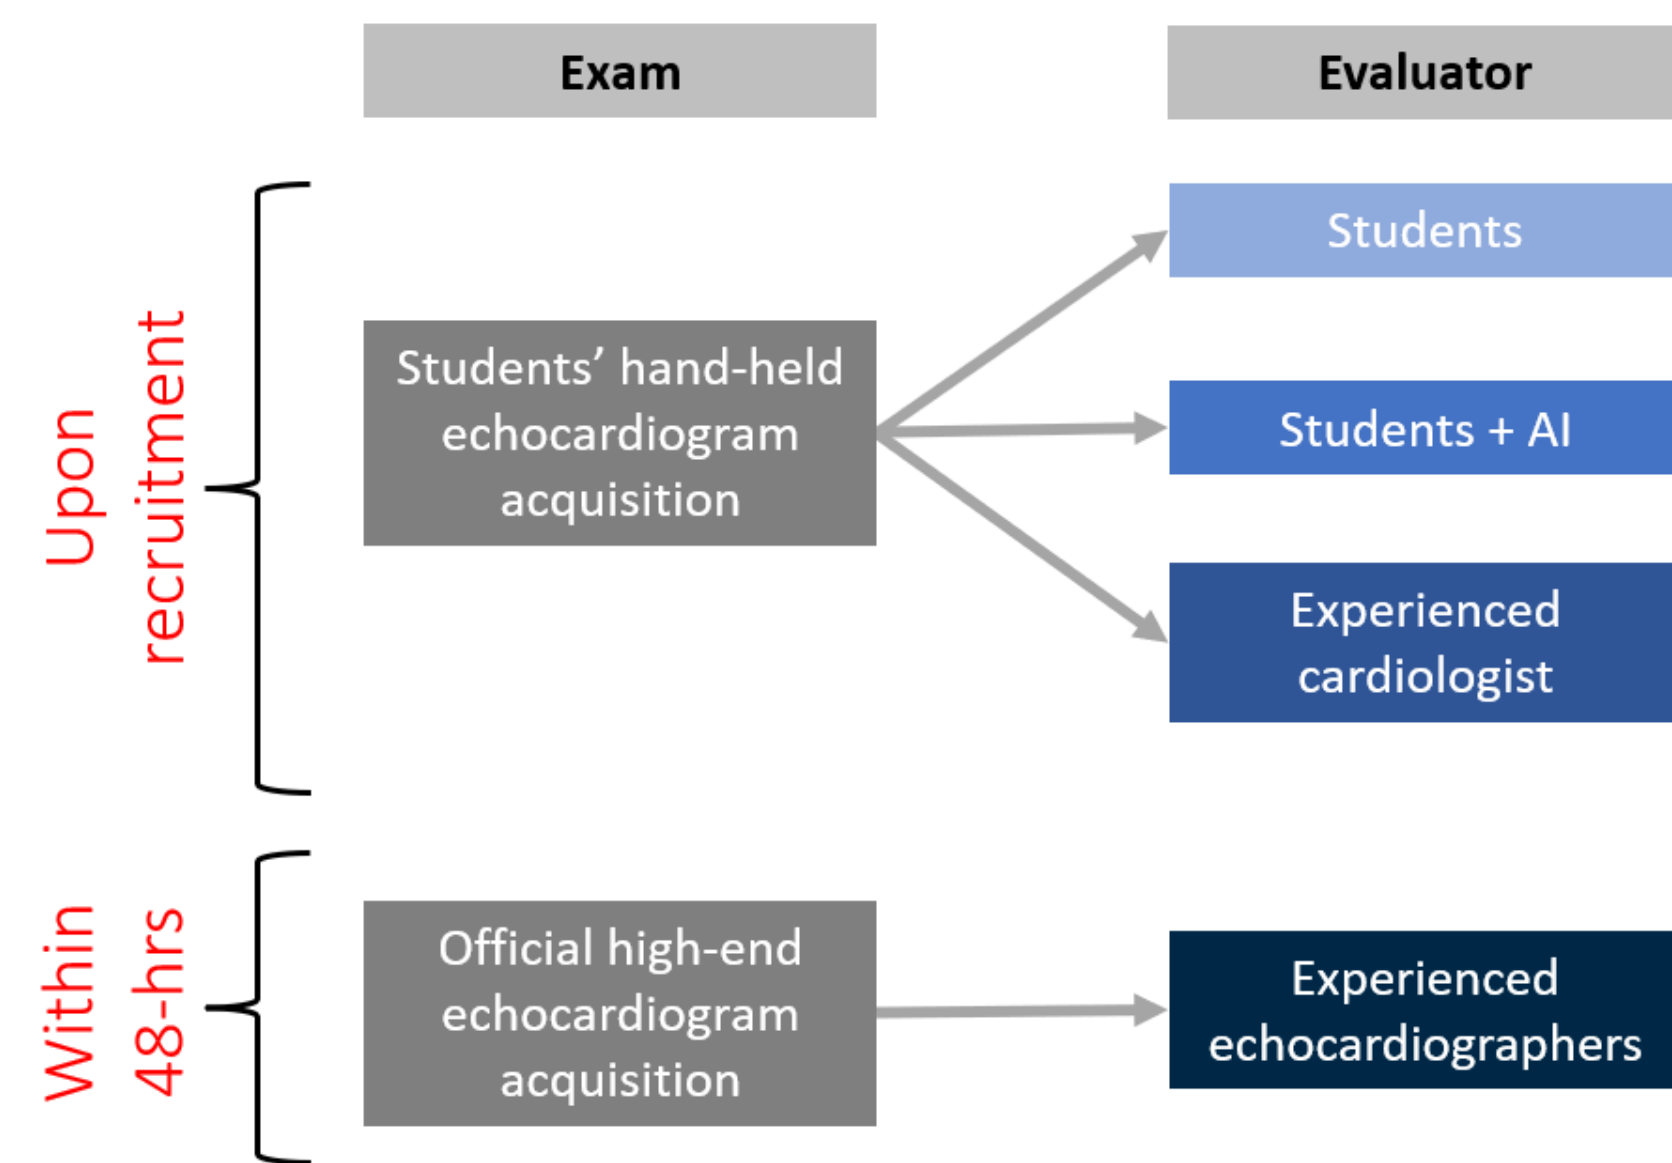 Exam
Evaluator
Upon
recruitment
Students’ hand-held
echocardiogram
acquisition
Students
Students + AI
Experienced
cardiologist
Within
48-hrs
Official high-end
echocardiogram
acquisition
Experienced
echocardiographers